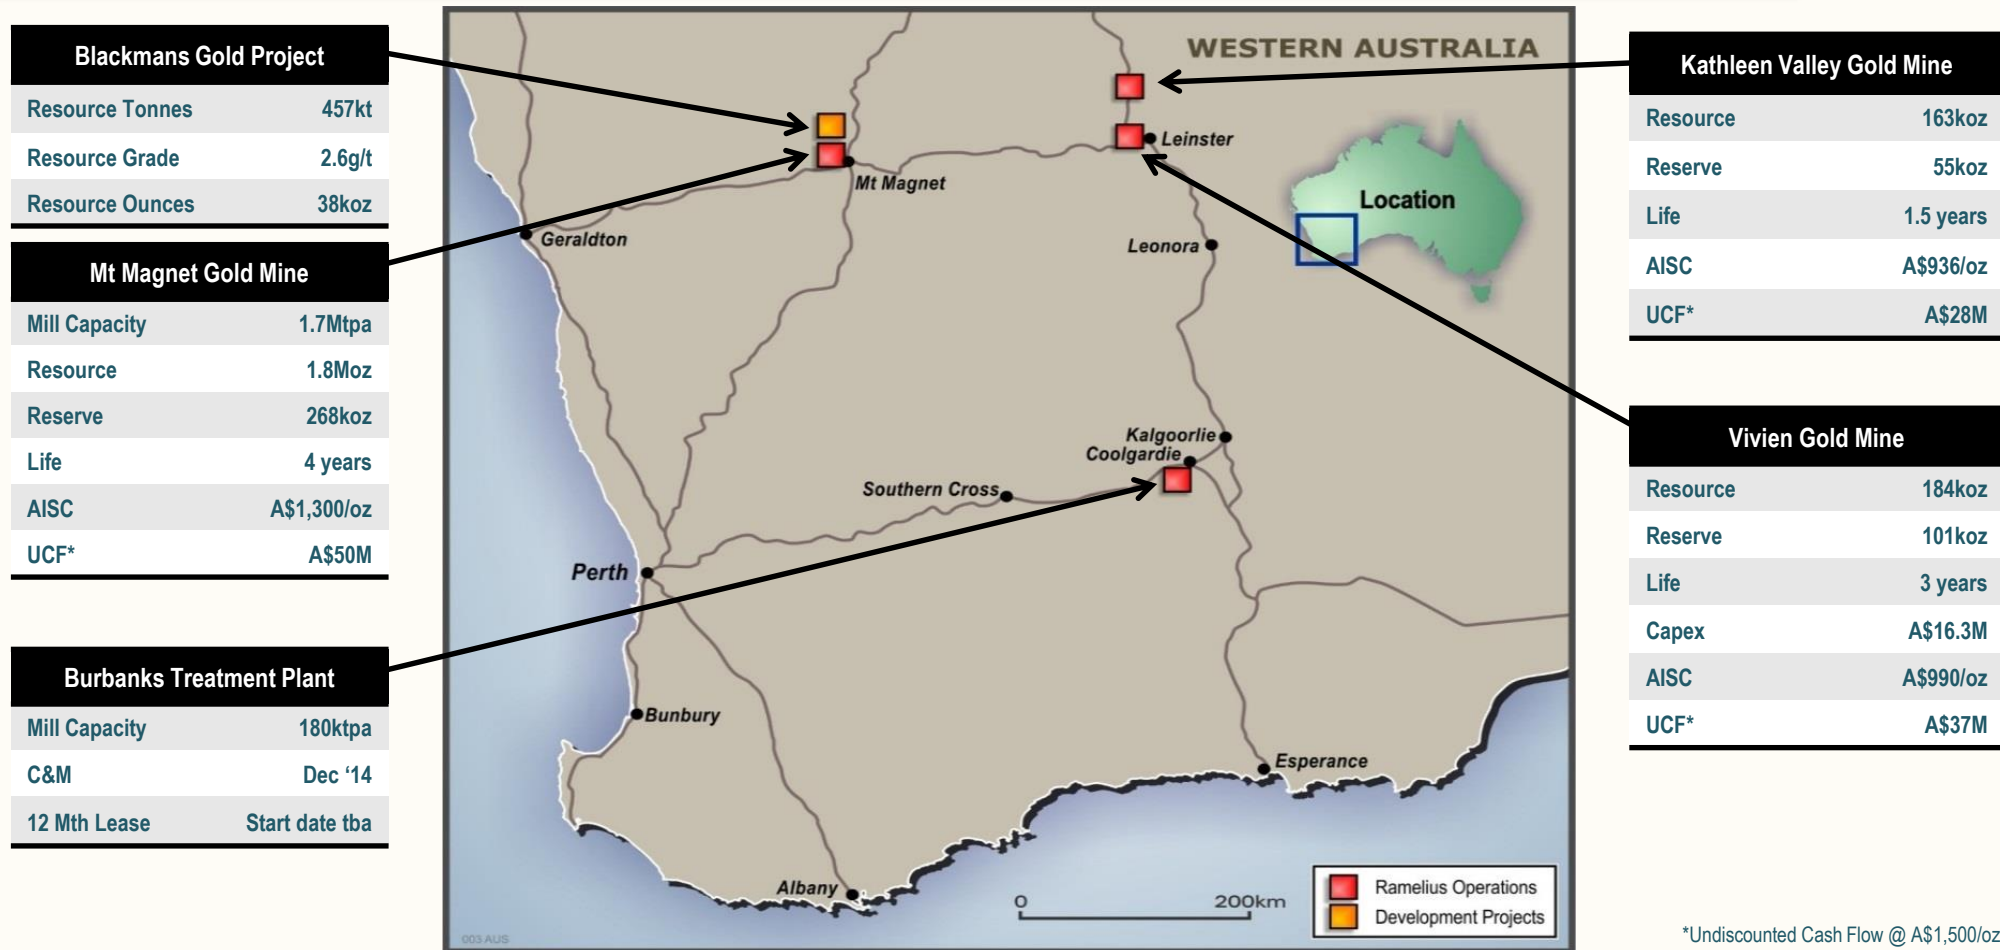 Blackmans Gold Project
Resource Tonnes 457kt
Resource Grade 2.6g/t
Resource Ounces 38koz
Mt Magnet Gold Mine
Mill Capacity 1.7Mtpa
Resource 1.8Moz
Reserve 268koz
Life 4 years
AISC A$1,300/oz
UCF* A$50M
Burbanks Treatment Plant
Mill Capacity 180ktpa
C&M Dec ‘14
12 Mth Lease Start date tba
WESTERN AUSTRALIA
Leinster
Mt Magnet
Location
Geraldton
Leonora
Kalgoorlie
Coolgardie
Southern Cross
Perth
Bunbury
Esperance
Albany
0 200km
Ramelius Operations
Development Projects
003 AUS
Kathleen Valley Gold Mine
Resource 163koz
Reserve 55koz
Life 1.5 years
AISC A$936/oz
UCF* A$28M
Vivien Gold Mine
Resource 184koz
Reserve 101koz
Life 3 years
Capex A$16.3M
AISC A$990/oz
UCF* A$37M
*Undiscounted Cash Flow @ A$1,500/oz